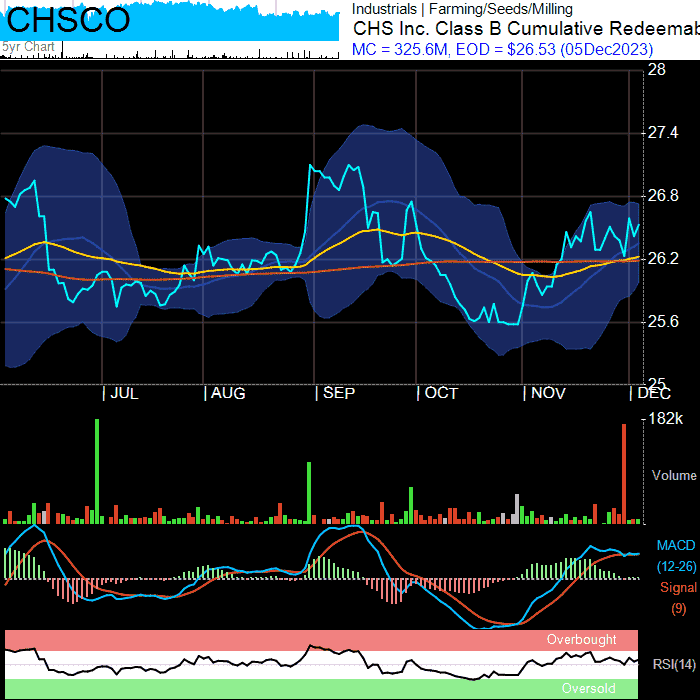 CHSCO
5yr Chart
Industrials | Farming/Seeds/Milling
CHS Inc. Class B Cumulative Redeemab
MC = 325.6M, EOD = $26.53 (05Dec2023)
28
27.4
26.8
26.2
25.6
25
| JUL | AUG | SEP | OCT | NOV | DEC
182k
Volume
MACD
(12-26)
Signal
(9)
Overbought
RSI(14)
Oversold